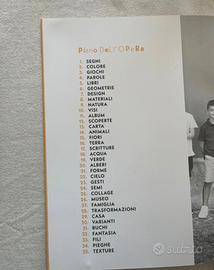 Piano DeLL'OPeRa
1. SEGNI
2. COLORE
3. GIOCHI
4. PAROLE
5. LIBRI
6. GEOMETRIE
7. DESIGN
8. MATERIALI
9. NATURA
10. VISI
11. ALBUM
12. SCOPERTE
13. CARTA
14. ANIMALI
15. FIORI
16. TERRA
17. SCRITTURE
18. ACQUA
19. VERDE
20. ALBERI
21. FORME
22. CIELO
23. GESTI
24. SEMI
25. COLLAGE
26. MUSEO
27. FAMIGLIA
28. TRASFORMAZIONI
29. CASA
30. VARIANTI
31. BUCHI
32. FANTASIA
33. FILI
34. PIEGHE
35. TEXTURE
subito